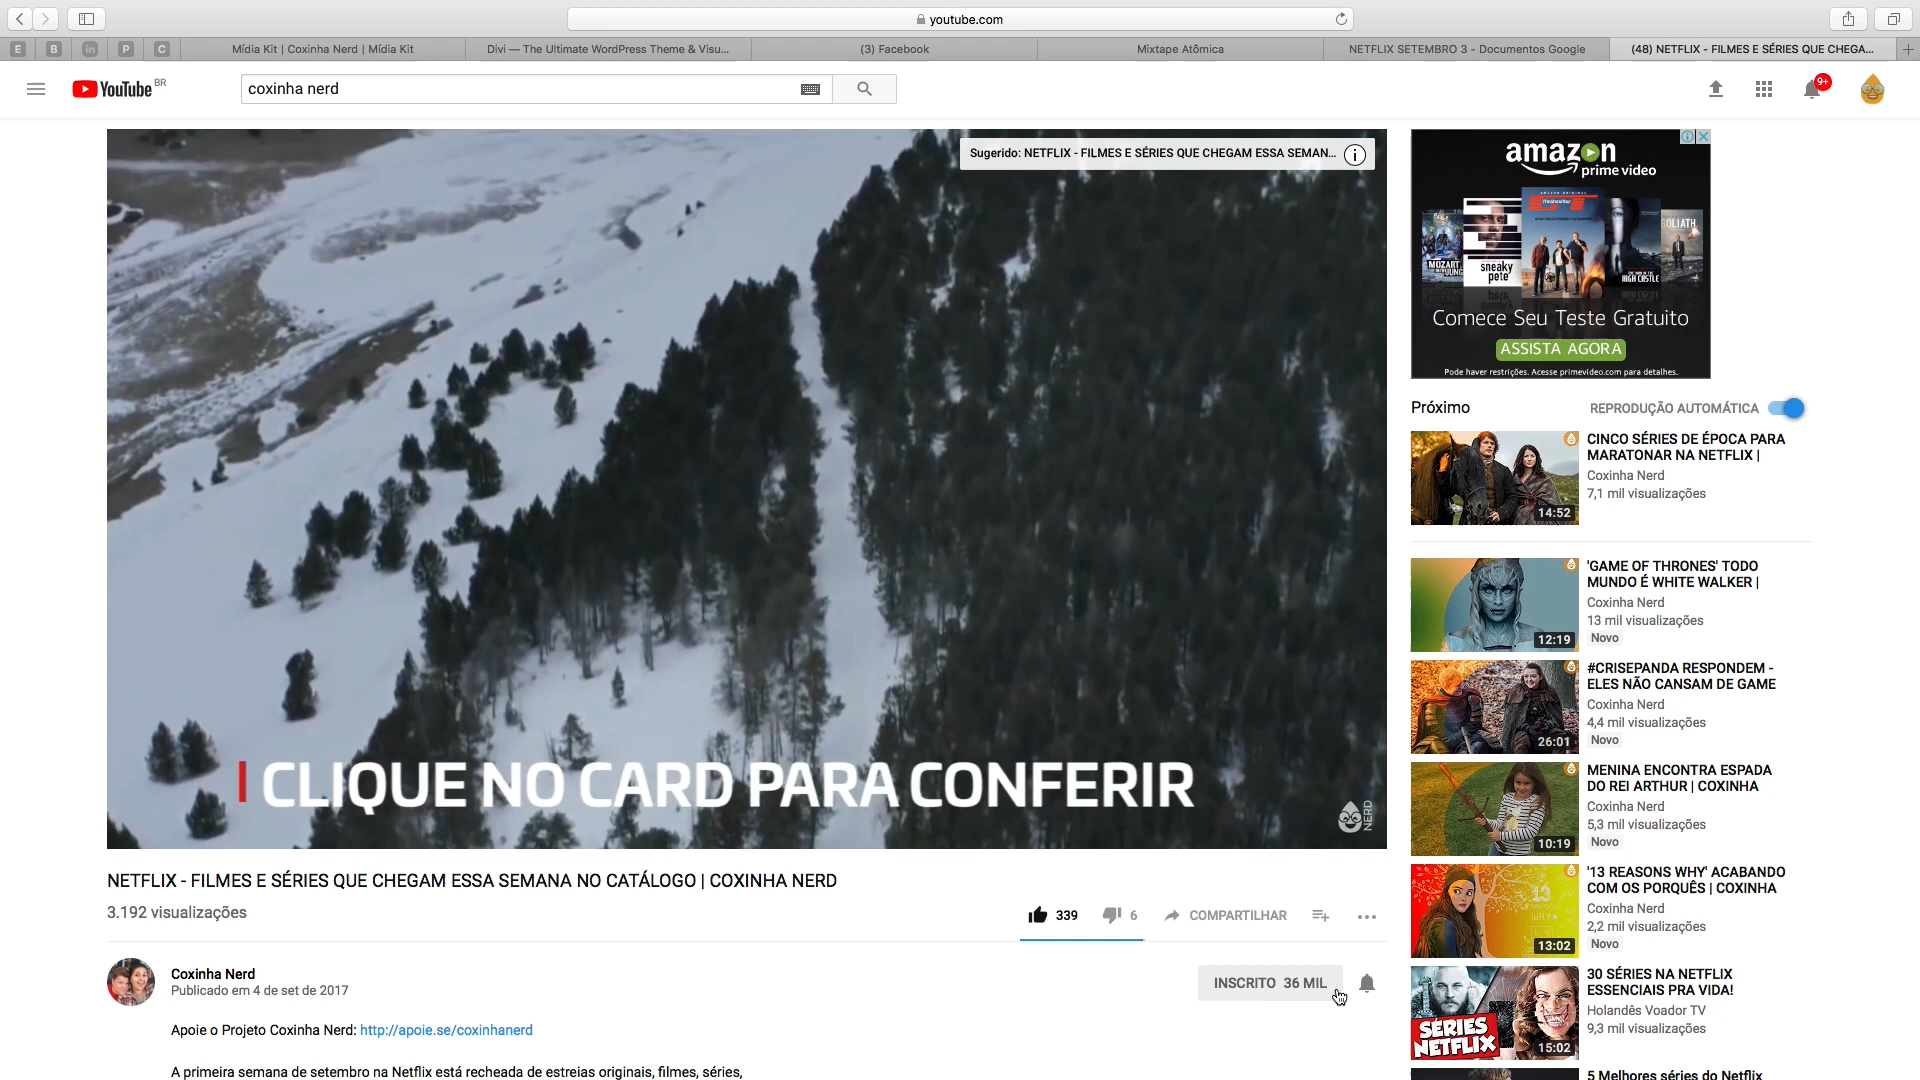 youtube.com
E
B
in
P
C
Mídia Kit | Coxinha Nerd | Mídia Kit
Divi — The Ultimate WordPress Theme & Visu...
(3) Facebook
Mixtape Atômica
NETFLIX SETEMBRO 3 - Documentos Google
(48) NETFLIX - FILMES E SÉRIES QUE CHEGA...
YouTube BR
coxinha nerd
9+
Sugerido: NETFLIX - FILMES E SÉRIES QUE CHEGAM ESSA SEMAN...
CLIQUE NO CARD PARA CONFERIR
NERD
amazon
prime video
MOZART
sneaky
pete
HIGH CASTLE
GOLIATH
Comece Seu Teste Gratuito
ASSISTA AGORA
Pode haver restrições. Acesse primevideo.com para detalhes.
Próximo
REPRODUÇÃO AUTOMÁTICA
14:52
CINCO SÉRIES DE ÉPOCA PARA
MARATONAR NA NETFLIX |
Coxinha Nerd
7,1 mil visualizações
12:19
'GAME OF THRONES' TODO
MUNDO É WHITE WALKER |
Coxinha Nerd
13 mil visualizações
Novo
26:01
#CRISEPANDA RESPONDEM -
ELES NÃO CANSAM DE GAME
Coxinha Nerd
4,4 mil visualizações
Novo
10:19
MENINA ENCONTRA ESPADA
DO REI ARTHUR | COXINHA
Coxinha Nerd
5,3 mil visualizações
Novo
13:02
'13 REASONS WHY' ACABANDO
COM OS PORQUÊS | COXINHA
Coxinha Nerd
2,2 mil visualizações
Novo
SÉRIES
NETFLIX
15:02
30 SÉRIES NA NETFLIX
ESSENCIAIS PRA VIDA!
Holandês Voador TV
9,3 mil visualizações
5 Melhores séries do Netflix
NETFLIX - FILMES E SÉRIES QUE CHEGAM ESSA SEMANA NO CATÁLOGO | COXINHA NERD
3.192 visualizações
339
6
COMPARTILHAR
Coxinha Nerd
Publicado em 4 de set de 2017
INSCRITO 36 MIL
Apoie o Projeto Coxinha Nerd: http://apoie.se/coxinhanerd
A primeira semana de setembro na Netflix está recheada de estreias originais, filmes, séries,